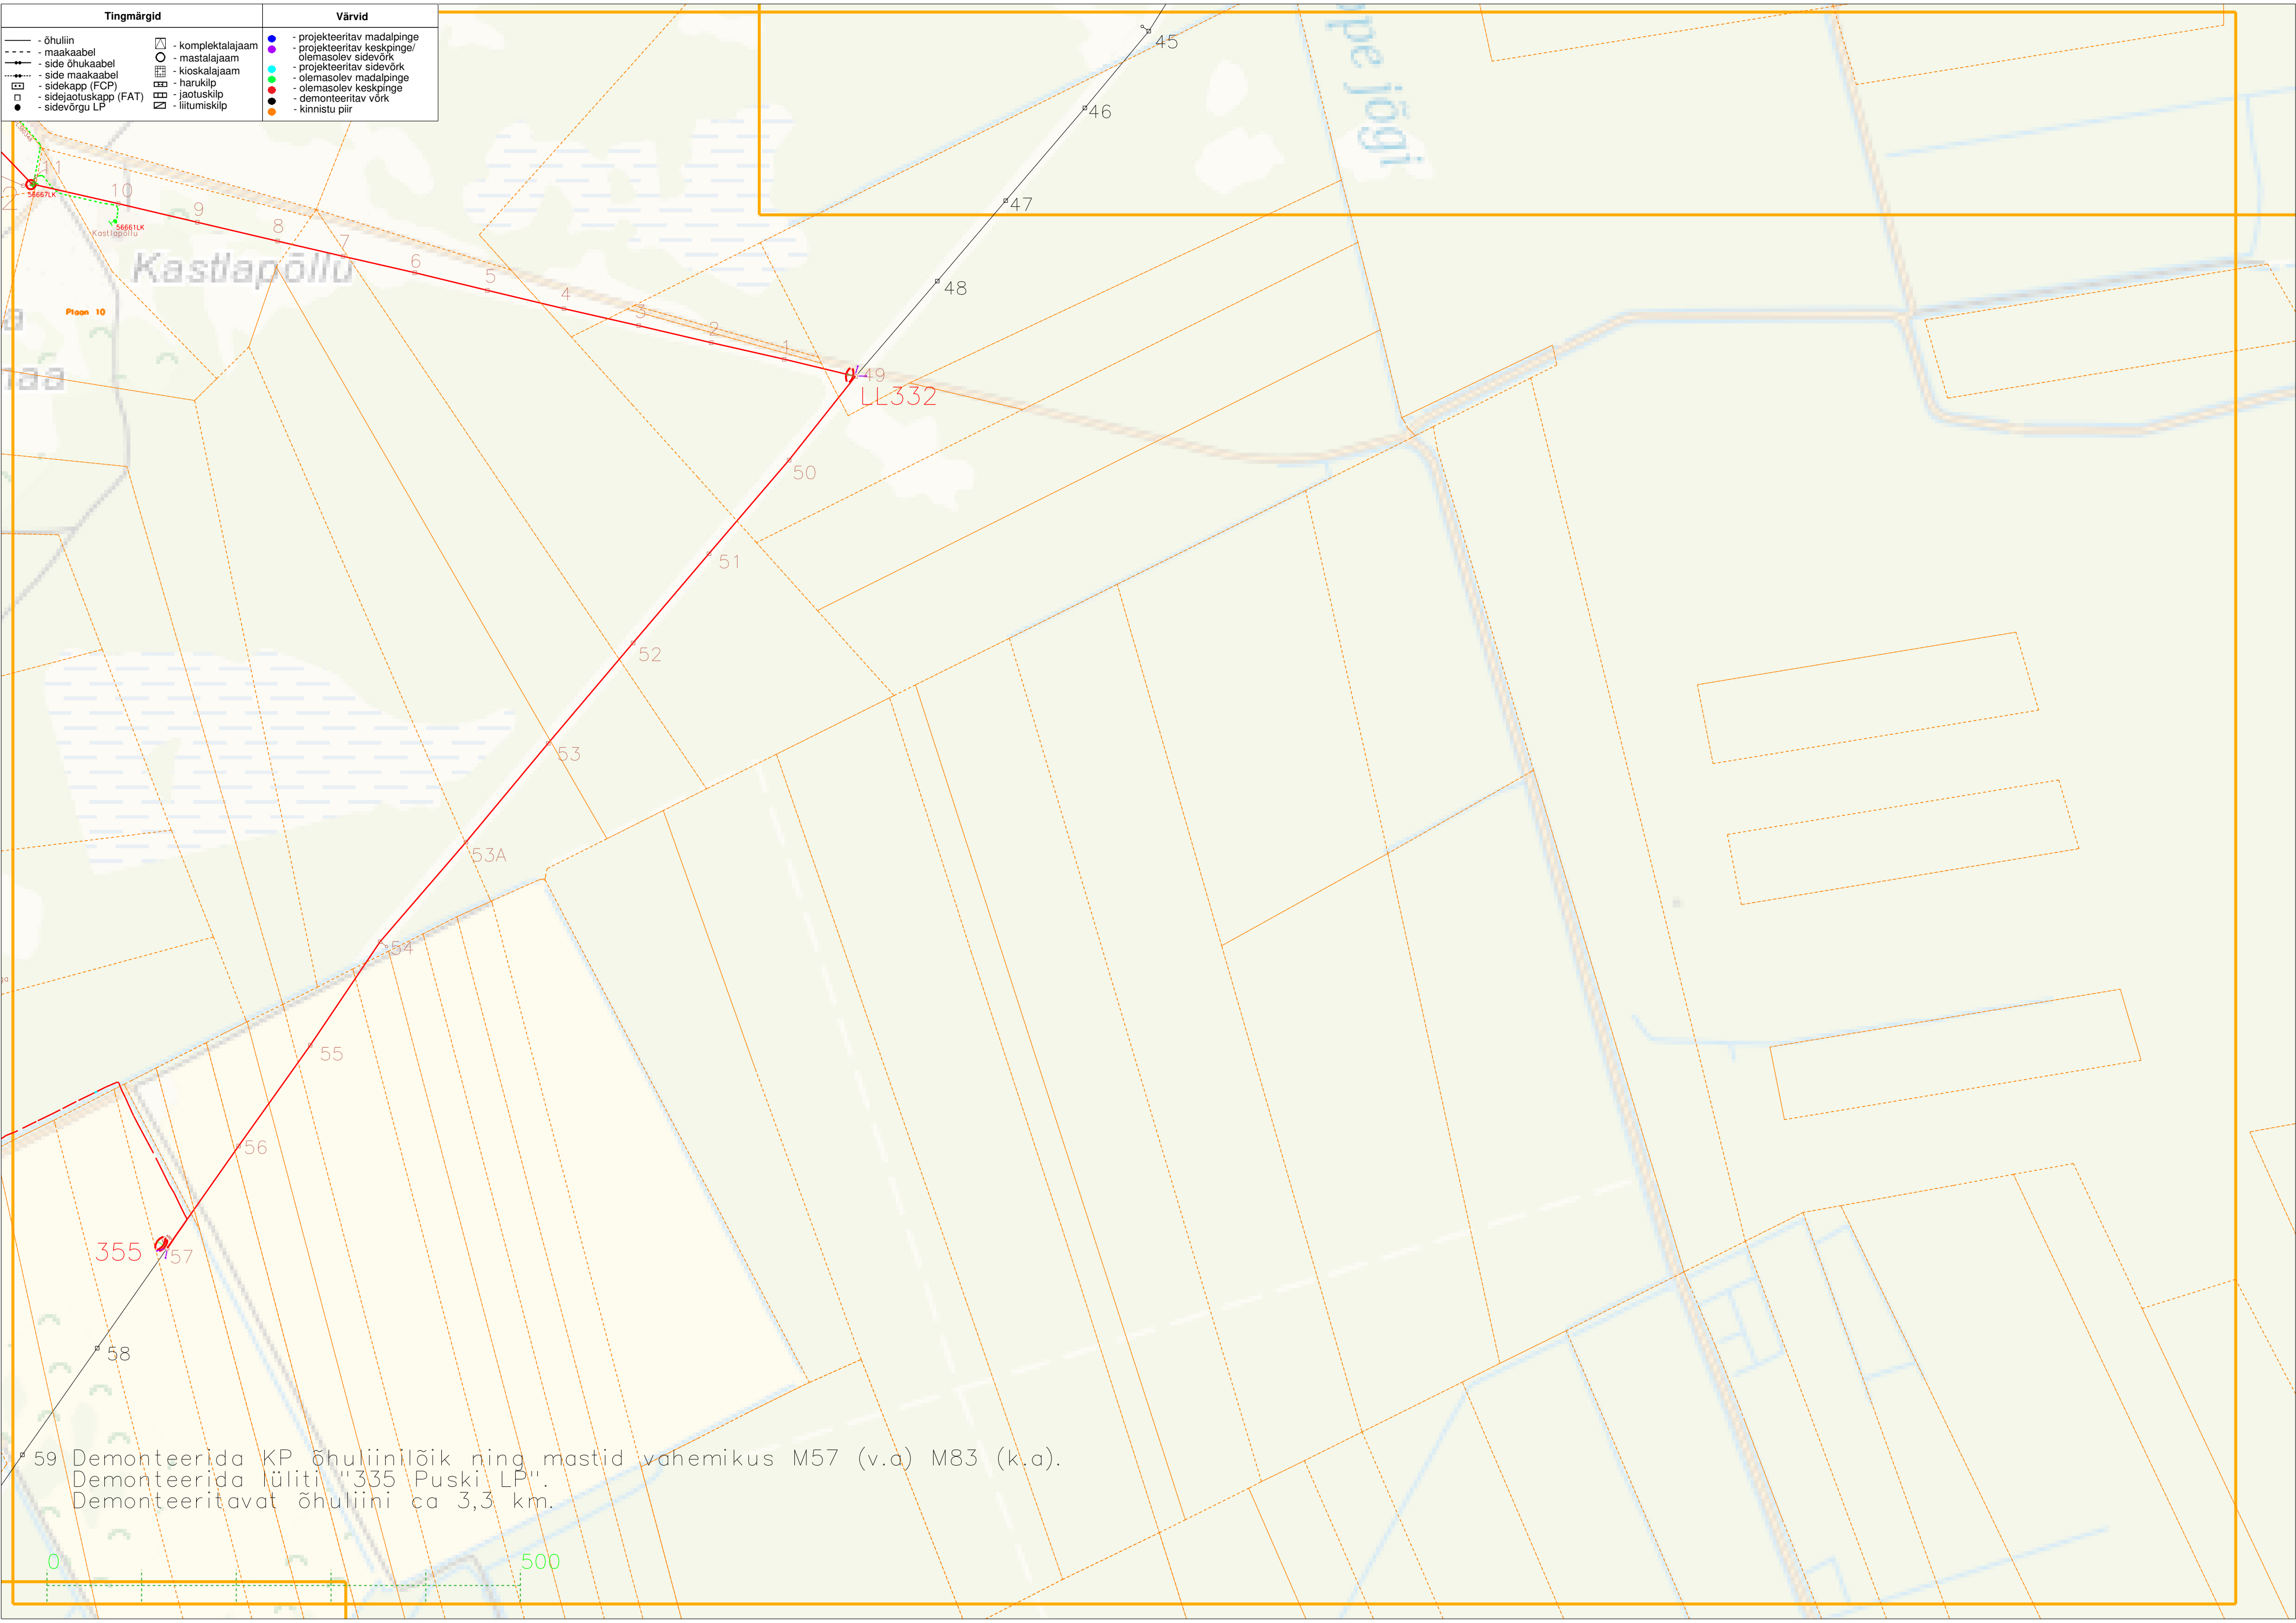 Tingmärgid
Värvid
- õhuliin
- maakaabel
- side õhukaabel
- side maakaabel
- sidekapp (FCP)
- sidejaotuskapp (FAT)
- sidevõrgu LP
- komplektalajaam
- mastalajaam
- kioskalajaam
- harukilp
- jaotuskilp
- liitumiskilp
- projekteeritav madalpinge
- projekteeritav keskpinge/
olemasolev sidevõrk
- projekteeritav sidevõrk
- olemasolev madalpinge
- olemasolev keskpinge
- demonteeritav võrk
- kinnistu piir
ppe jõgi
45
46
47
48
11
10
9
8
7
6
5
4
3
2
1
49
LL332
2
56667LK
56661LK
Kastlapõllu
Kastlapõllu
Plaan 10
a
maa
50
51
52
53
53A
54
55
56
355
57
58
59
Demonteerida KP õhuliinilõik ning mastid vahemikus M57 (v.a) M83 (k.a).
Demonteerida lüliti "335 Puski LP".
Demonteeritavat õhuliini ca 3,3 km.
0
500